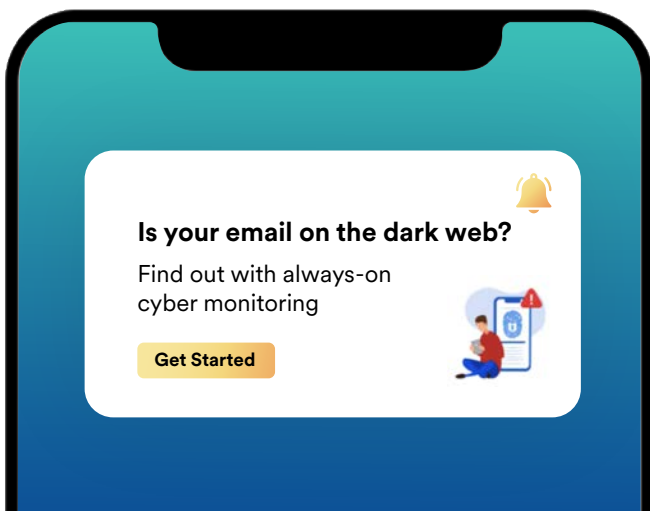 Is your email on the dark web?
Find out with always-on
cyber monitoring
Get Started